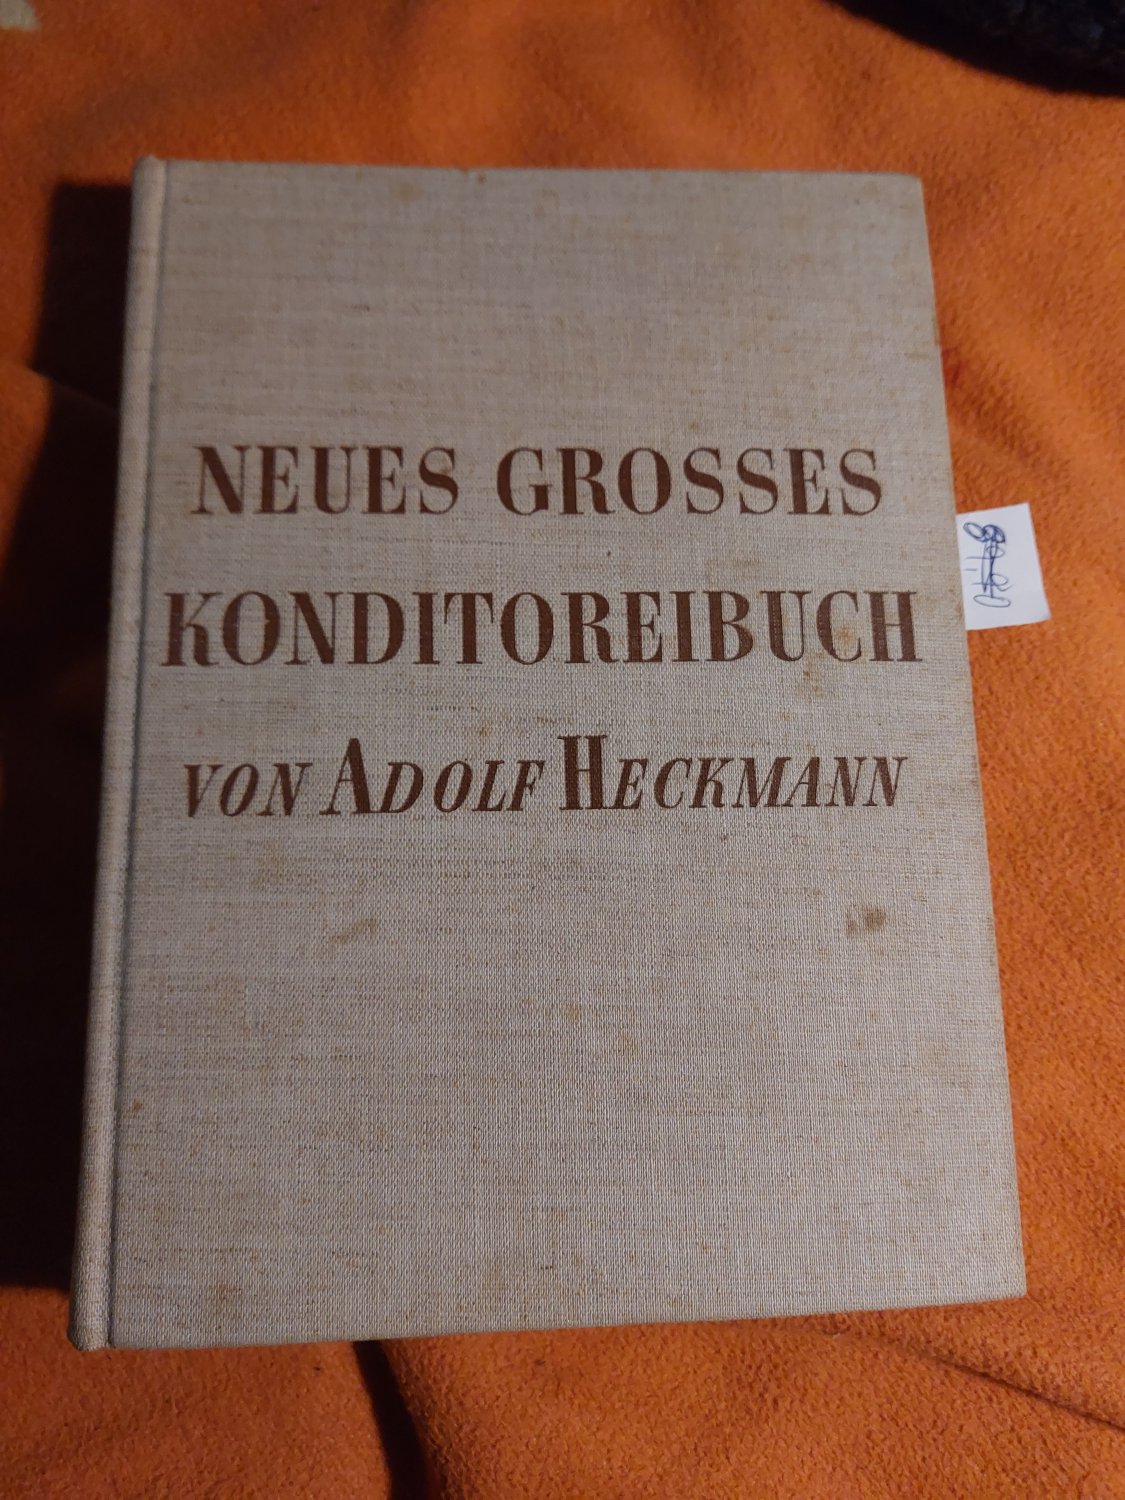 NEUES GROSSES
KONDITOREIBUCH
VON ADOLF HECKMANN